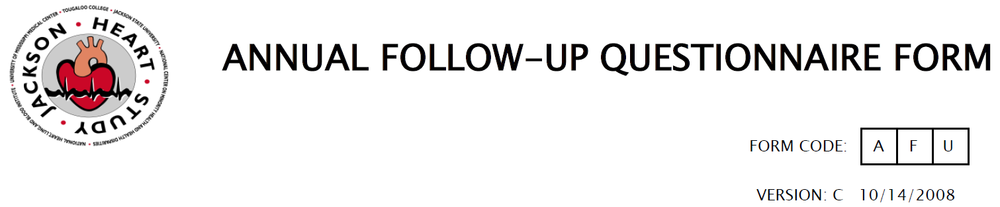 JACKSON • HEART • STUDY •
UNIVERSITY OF MISSISSIPPI MEDICAL CENTER • TOUGALOO COLLEGE • JACKSON STATE UNIVERSITY • NATIONAL CENTER ON MINORITY HEALTH AND HEALTH DISPARITIES • NATIONAL HEART, LUNG, AND BLOOD INSTITUTE •
ANNUAL FOLLOW-UP QUESTIONNAIRE FORM
FORM CODE: A F U
VERSION: C 10/14/2008